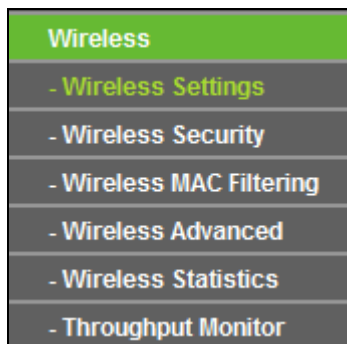 Wireless
- Wireless Settings
- Wireless Security
- Wireless MAC Filtering
- Wireless Advanced
- Wireless Statistics
- Throughput Monitor